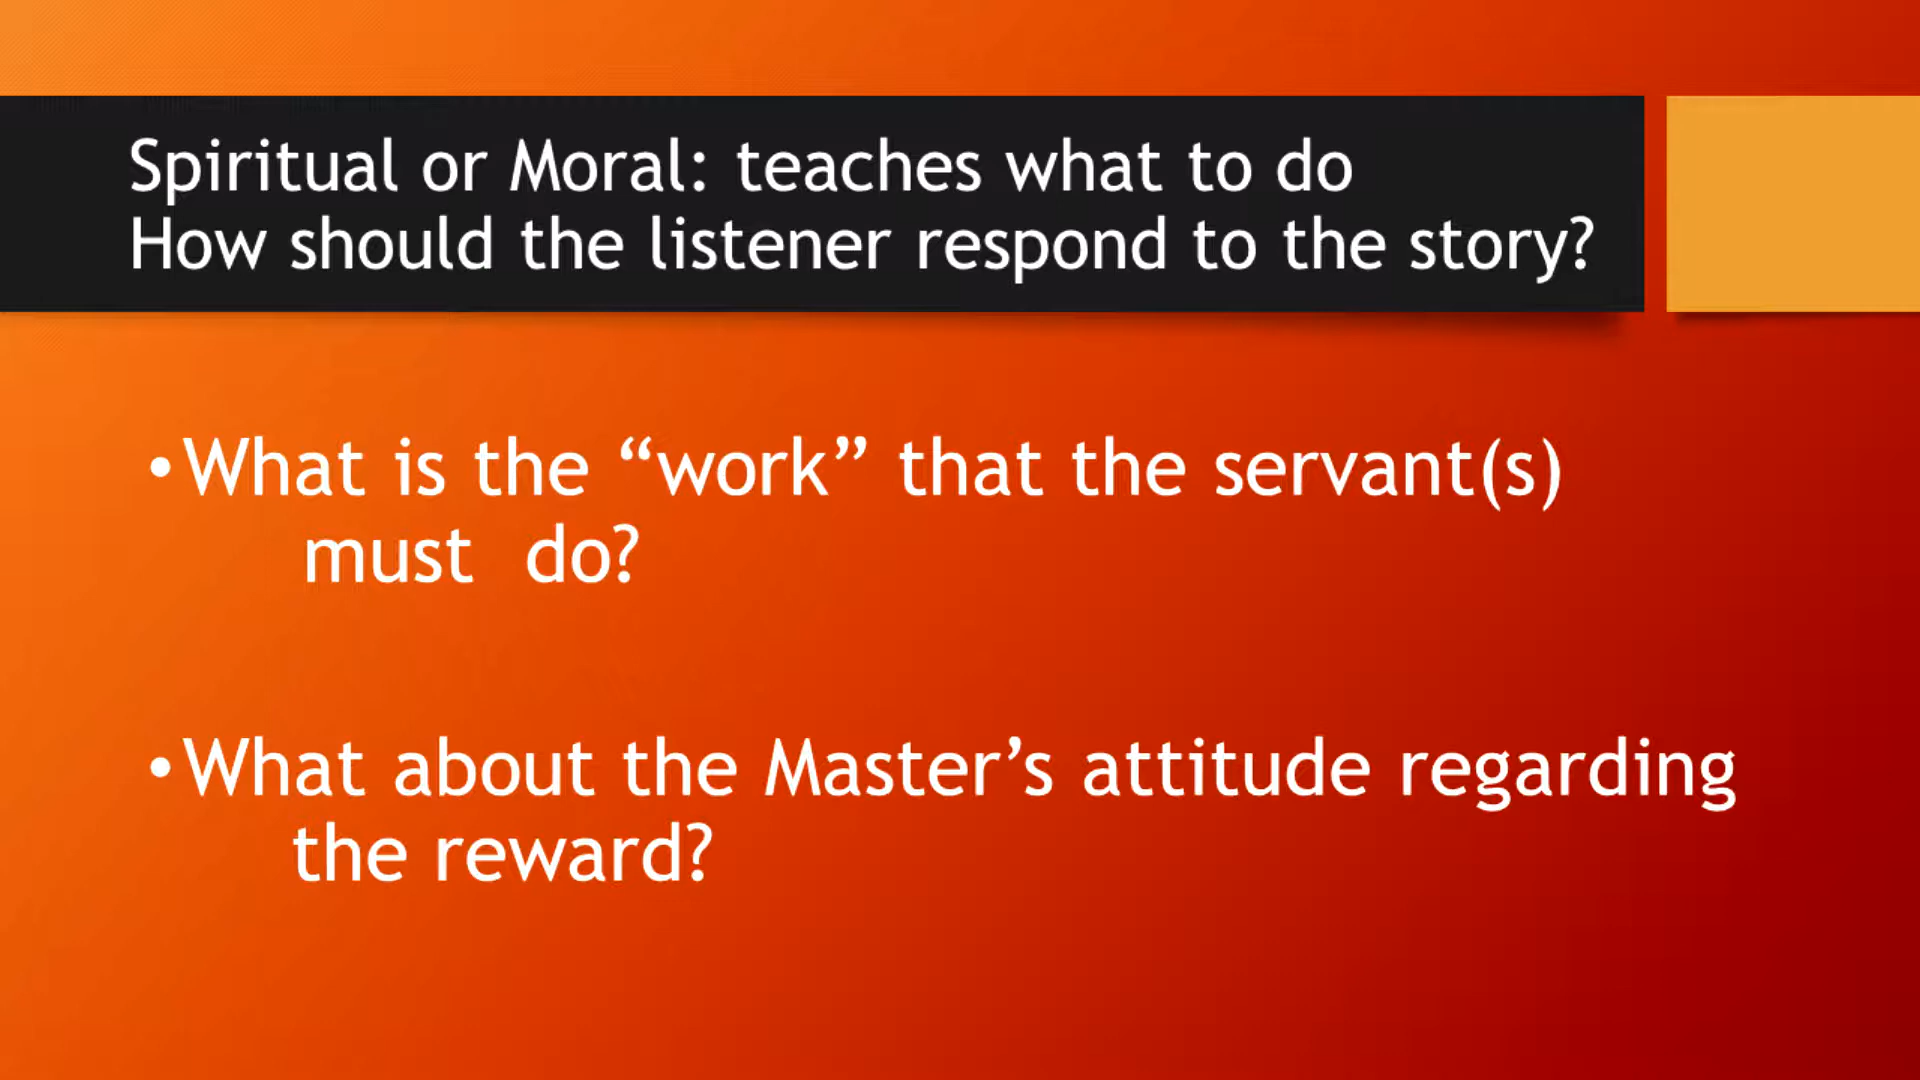 Spiritual or Moral: teaches what to do
How should the listener respond to the story?
•What is the “work” that the servant(s)
must do?
•What about the Master’s attitude regarding
the reward?